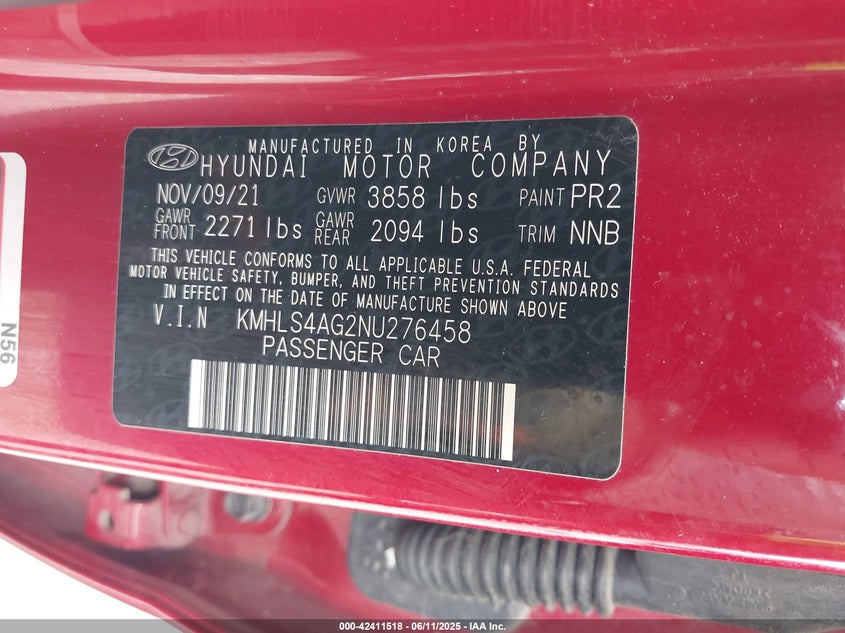 MANUFACTURED IN KOREA BY
HYUNDAI MOTOR COMPANY
NOV/09/21 GVWR 3858 lbs PAINT PR2
GAWR FRONT 2271 lbs GAWR REAR 2094 lbs TRIM NNB
THIS VEHICLE CONFORMS TO ALL APPLICABLE U.S.A. FEDERAL
MOTOR VEHICLE SAFETY, BUMPER, AND THEFT PREVENTION STANDARDS
IN EFFECT ON THE DATE OF MANUFACTURE SHOWN ABOVE
V.I.N KMHLS4AG2NU276458
PASSENGER CAR
N56
000-42411518 - 06/11/2025 - IAA Inc.